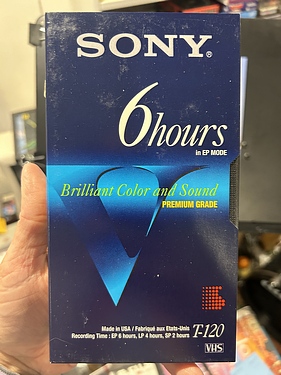 SONY®
6hours
in EP MODE
Brilliant Color and Sound
PREMIUM GRADE
Made in USA / Fabriqué aux Etats-Unis
Recording Time : EP 6 hours, LP 4 hours, SP 2 hours
T-120
VHS